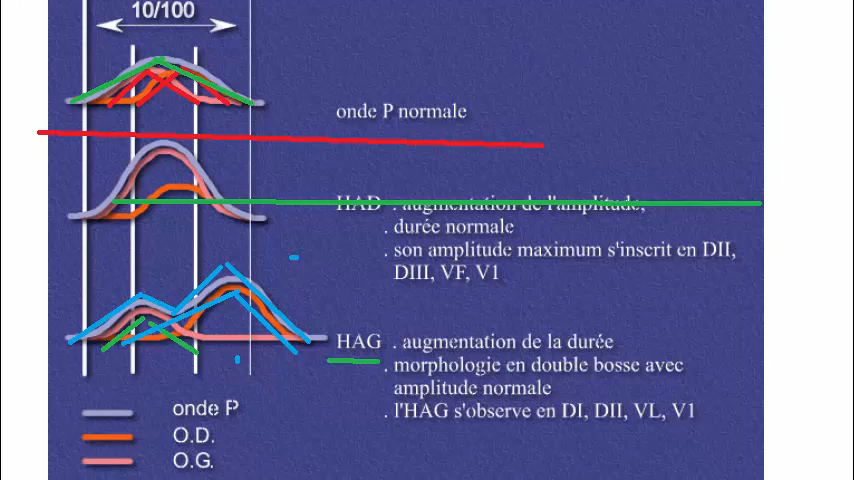 10/100
onde P normale
HAD . augmentation de l'amplitude,
. durée normale
. son amplitude maximum s'inscrit en DII,
DIII, VF, V1
HAG . augmentation de la durée
. morphologie en double bosse avec
amplitude normale
. l'HAG s'observe en DI, DII, VL, V1
onde P
O.D.
O.G.